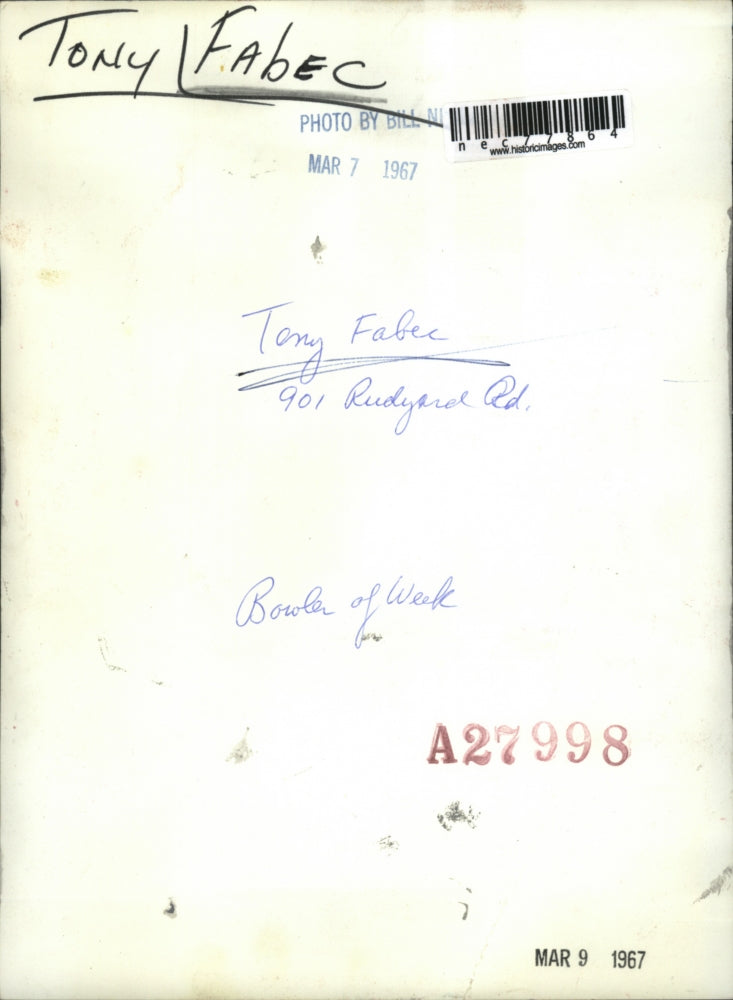 Tony Fabec
PHOTO BY BILL
nec77864
www.historicimages.com
MAR 7 1967
Tony Fabec
901 Rudyard Rd.
Bowler of Week
A27998
MAR 9 1967